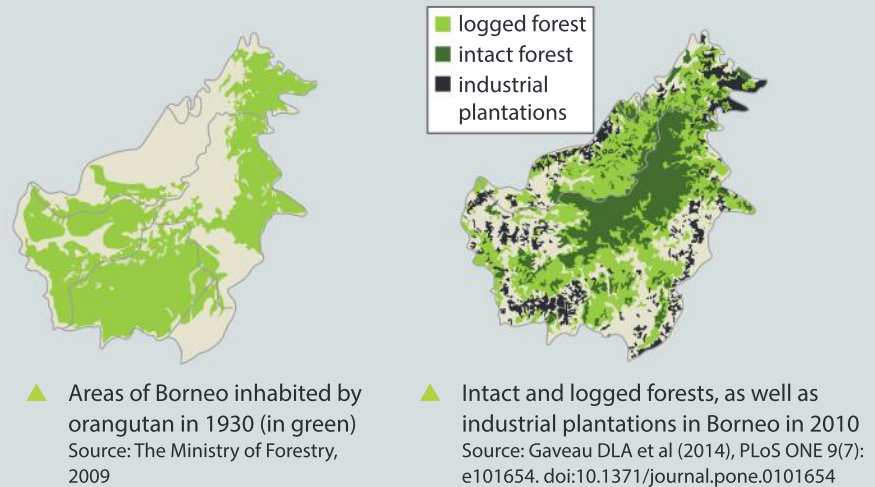 logged forest
intact forest
industrial
plantations
Areas of Borneo inhabited by
orangutan in 1930 (in green)
Source: The Ministry of Forestry,
2009
Intact and logged forests, as well as
industrial plantations in Borneo in 2010
Source: Gaveau DLA et al (2014), PLoS ONE 9(7):
e101654. doi:10.1371/journal.pone.0101654